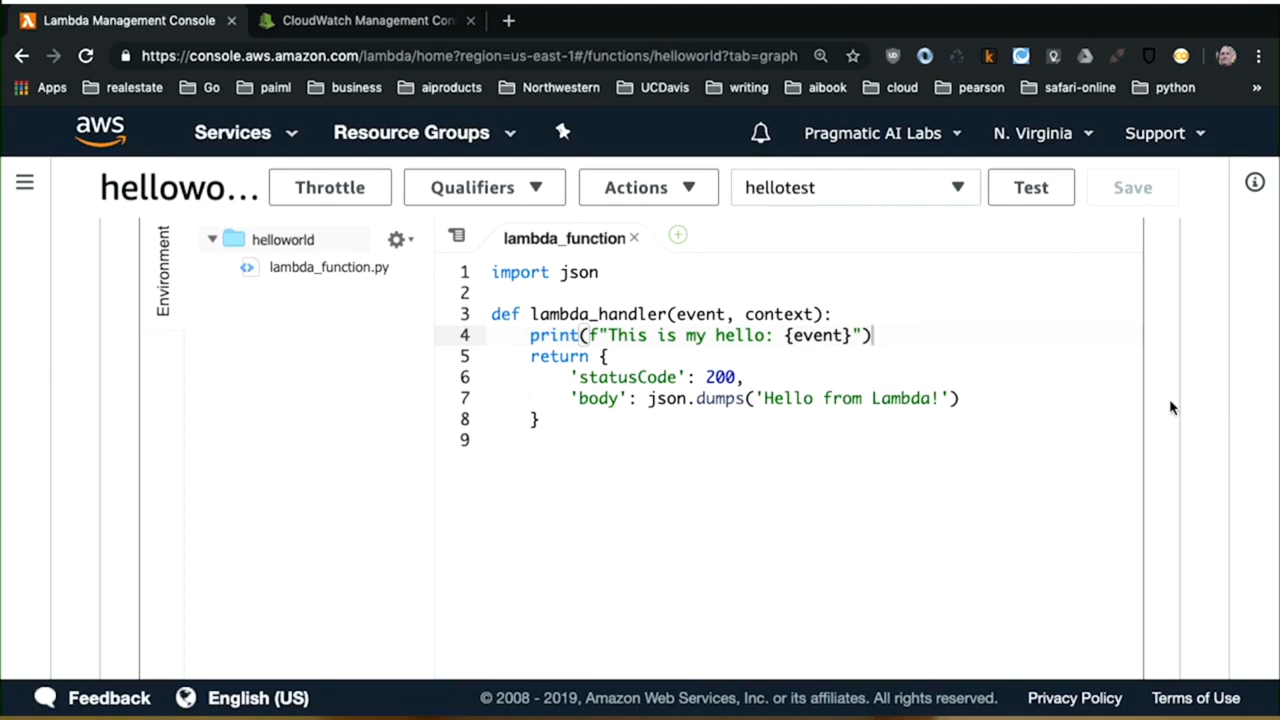 Lambda Management Console
CloudWatch Management Con
https://console.aws.amazon.com/lambda/home?region=us-east-1#/functions/helloworld?tab=graph
Apps realestate Go paiml business aiproducts Northwestern UCDavis writing aibook cloud pearson safari-online python »
aws Services Resource Groups Pragmatic AI Labs N. Virginia Support
hellowo... Throttle Qualifiers Actions hellotest Test Save
Environment
helloworld
lambda_function.py
lambda_function
1 import json
2
3 def lambda_handler(event, context):
4 print(f"This is my hello: {event}")
5 return {
6 'statusCode': 200,
7 'body': json.dumps('Hello from Lambda!')
8 }
9
Feedback English (US) © 2008 - 2019, Amazon Web Services, Inc. or its affiliates. All rights reserved. Privacy Policy Terms of Use